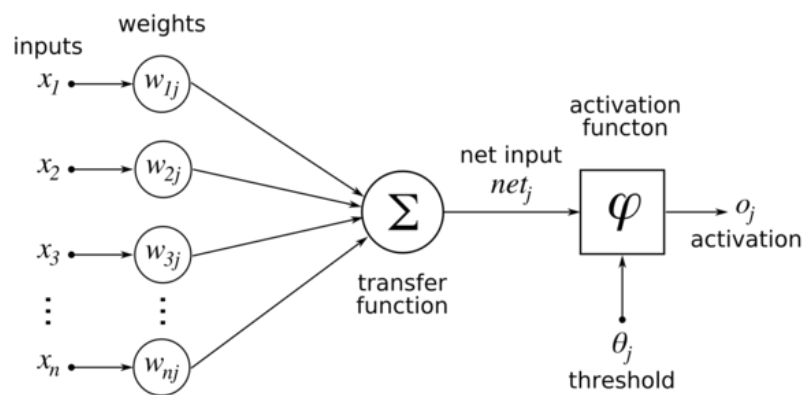 inputs
weights
x1
w1j
x2
w2j
x3
w3j
⋮
⋮
xn
wnj
Σ
transfer
function
net input
netj
activation
functon
φ
oj
activation
θj
threshold